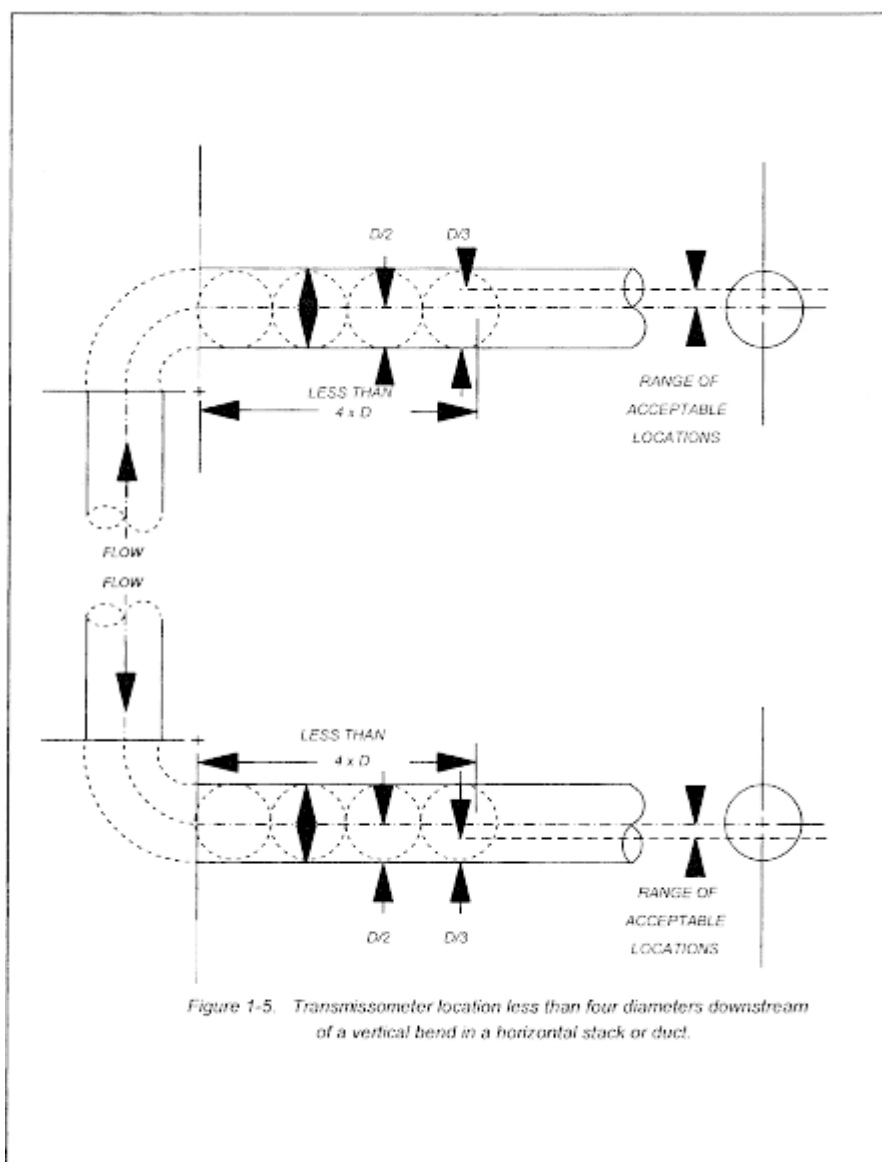 D/2 D/3
LESS THAN
4 x D
RANGE OF
ACCEPTABLE
LOCATIONS
FLOW
FLOW
LESS THAN
4 x D
D/2 D/3
RANGE OF
ACCEPTABLE
LOCATIONS
Figure 1-5. Transmissometer location less than four diameters downstream
of a vertical bend in a horizontal stack or duct.